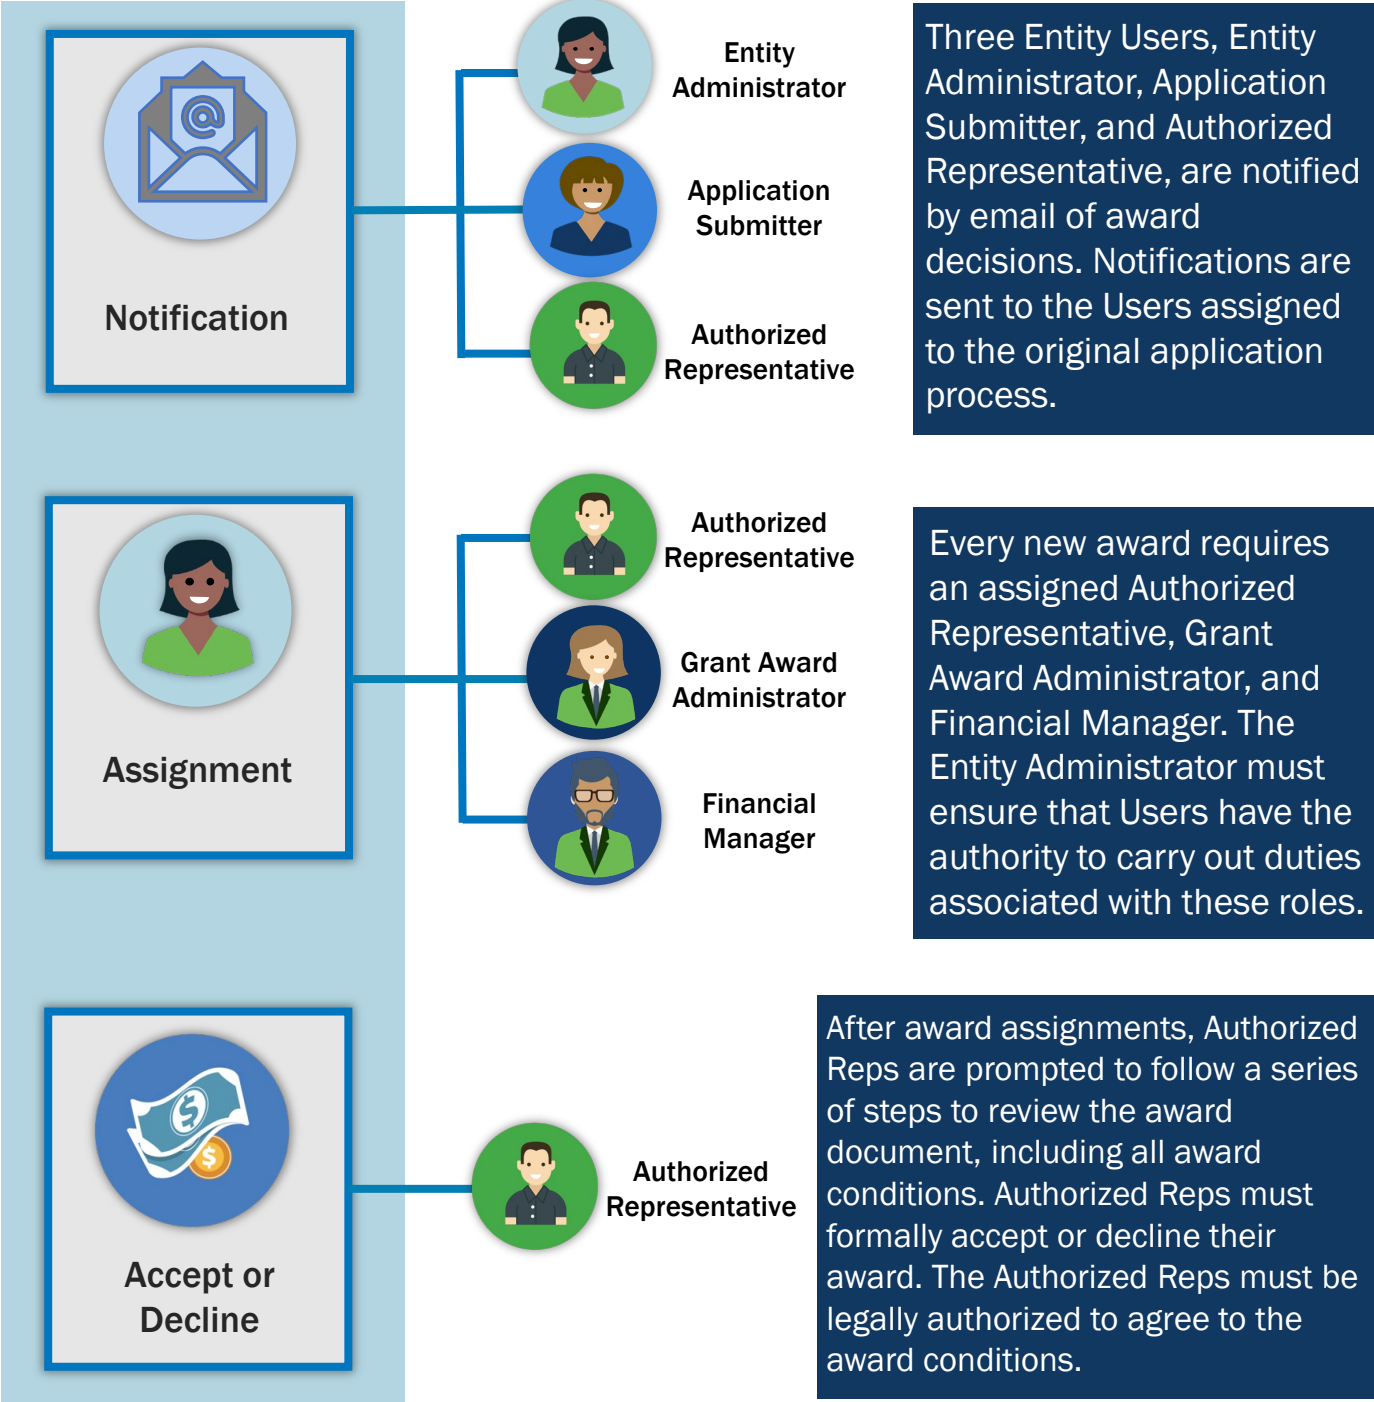 Notification
Entity
Administrator
Application
Submitter
Authorized
Representative
Three Entity Users, Entity
Administrator, Application
Submitter, and Authorized
Representative, are notified
by email of award
decisions. Notifications are
sent to the Users assigned
to the original application
process.
Assignment
Authorized
Representative
Grant Award
Administrator
Financial
Manager
Every new award requires
an assigned Authorized
Representative, Grant
Award Administrator, and
Financial Manager. The
Entity Administrator must
ensure that Users have the
authority to carry out duties
associated with these roles.
Accept or
Decline
Authorized
Representative
After award assignments, Authorized
Reps are prompted to follow a series
of steps to review the award
document, including all award
conditions. Authorized Reps must
formally accept or decline their
award. The Authorized Reps must be
legally authorized to agree to the
award conditions.